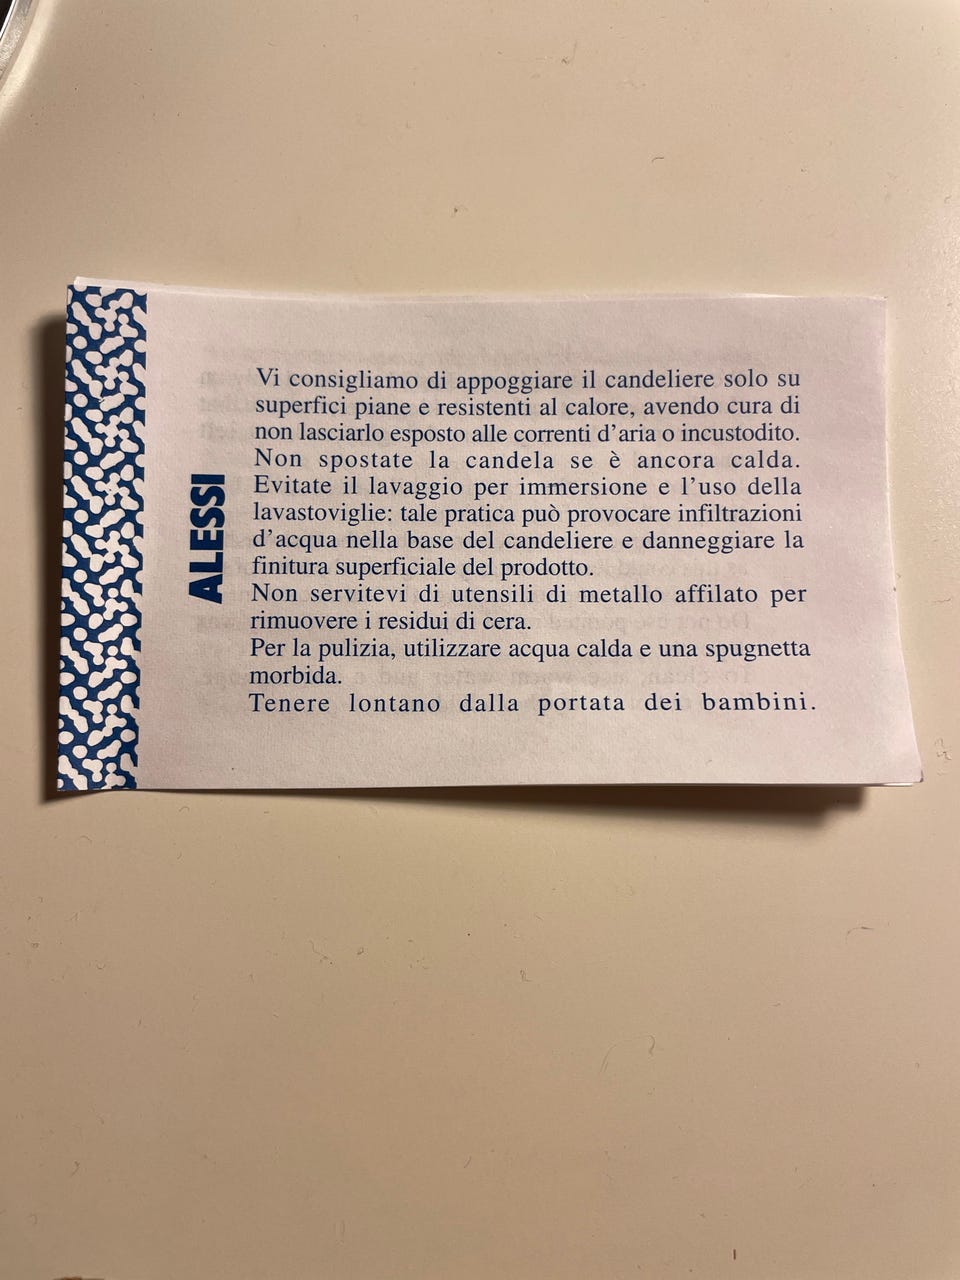 ALESSI
Vi consigliamo di appoggiare il candeliere solo su
superfici piane e resistenti al calore, avendo cura di
non lasciarlo esposto alle correnti d'aria o incustodito.
Non spostate la candela se è ancora calda.
Evitate il lavaggio per immersione e l'uso della
lavastoviglie: tale pratica può provocare infiltrazioni
d'acqua nella base del candeliere e danneggiare la
finitura superficiale del prodotto.
Non servitevi di utensili di metallo affilato per
rimuovere i residui di cera.
Per la pulizia, utilizzare acqua calda e una spugnetta
morbida.
Tenere lontano dalla portata dei bambini.